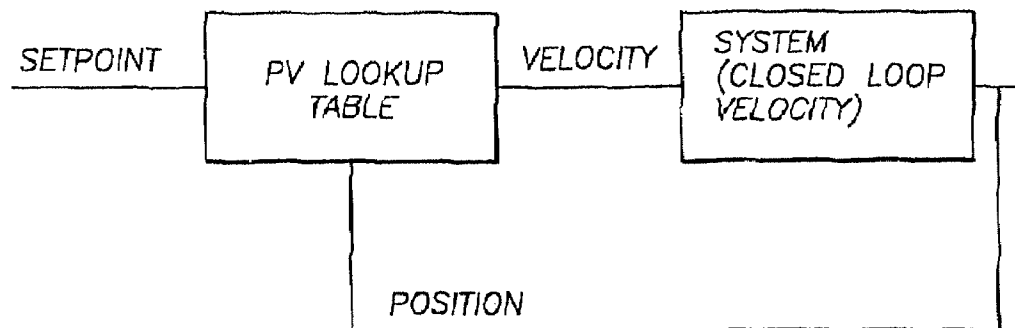 SETPOINT
PV LOOKUP
TABLE
VELOCITY
SYSTEM
(CLOSED LOOP
VELOCITY)
POSITION